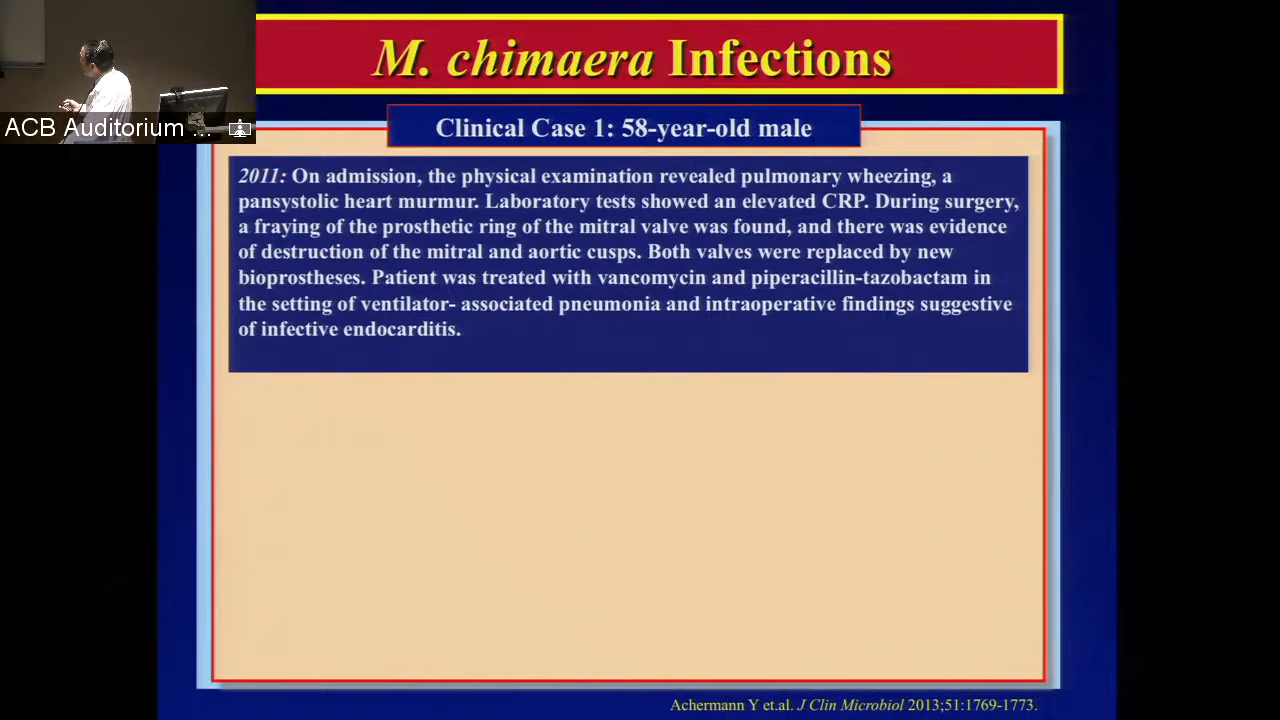 M. chimaera Infections
ACB Auditorium ...
Clinical Case 1: 58-year-old male
2011: On admission, the physical examination revealed pulmonary wheezing, a
pansystolic heart murmur. Laboratory tests showed an elevated CRP. During surgery,
a fraying of the prosthetic ring of the mitral valve was found, and there was evidence
of destruction of the mitral and aortic cusps. Both valves were replaced by new
bioprostheses. Patient was treated with vancomycin and piperacillin-tazobactam in
the setting of ventilator- associated pneumonia and intraoperative findings suggestive
of infective endocarditis.
Achermann Y et.al. J Clin Microbiol 2013;51:1769-1773.